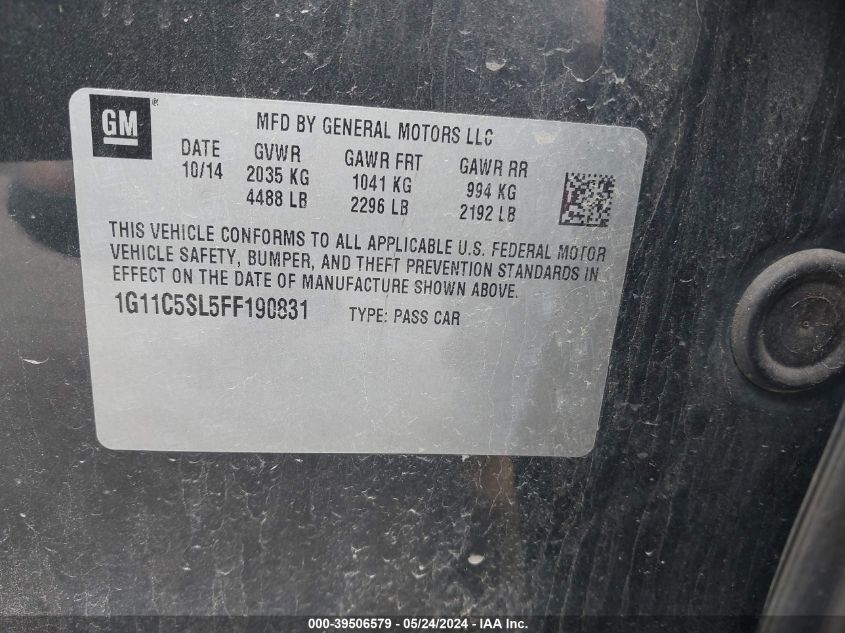 GM ®
MFD BY GENERAL MOTORS LLC
DATE GVWR GAWR FRT GAWR RR
10/14 2035 KG 1041 KG 994 KG
4488 LB 2296 LB 2192 LB
THIS VEHICLE CONFORMS TO ALL APPLICABLE U.S. FEDERAL MOTOR
VEHICLE SAFETY, BUMPER, AND THEFT PREVENTION STANDARDS IN
EFFECT ON THE DATE OF MANUFACTURE SHOWN ABOVE.
1G11C5SL5FF190831 TYPE: PASS CAR
000-39506579 - 05/24/2024 - IAA Inc.